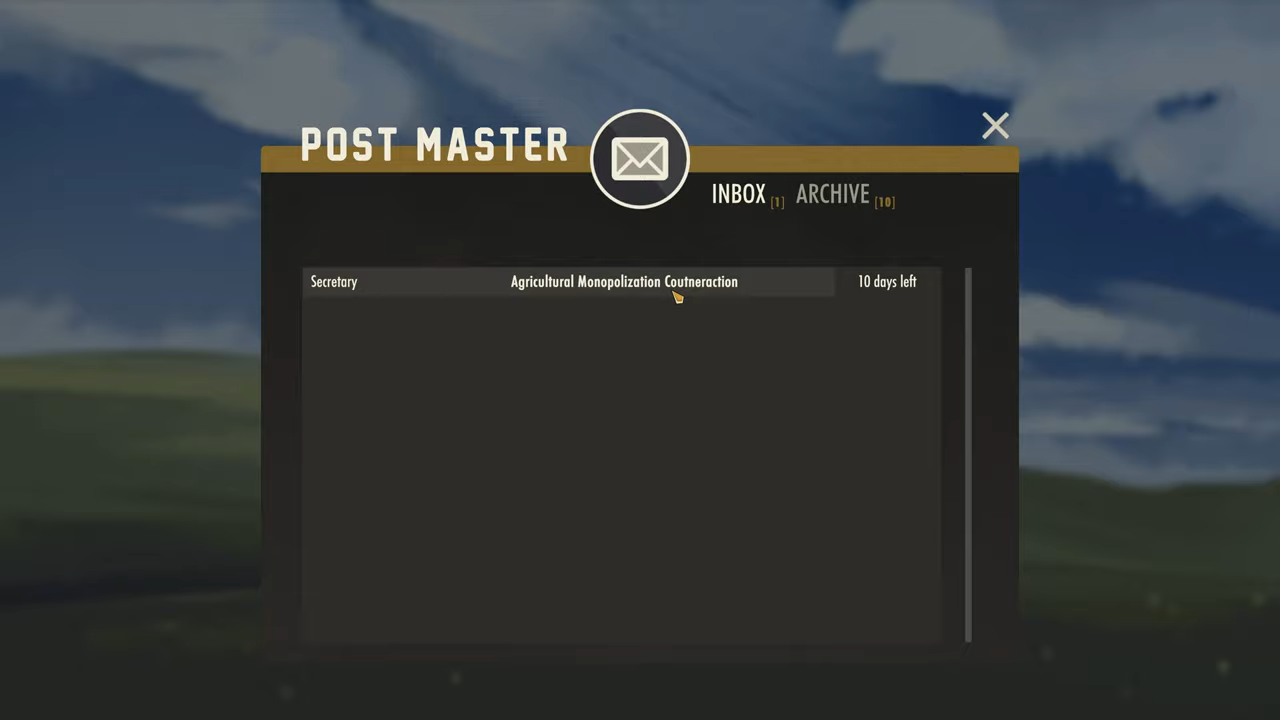 POST MASTER
INBOX [1] ARCHIVE [10]
Secretary Agricultural Monopolization Coutneraction 10 days left